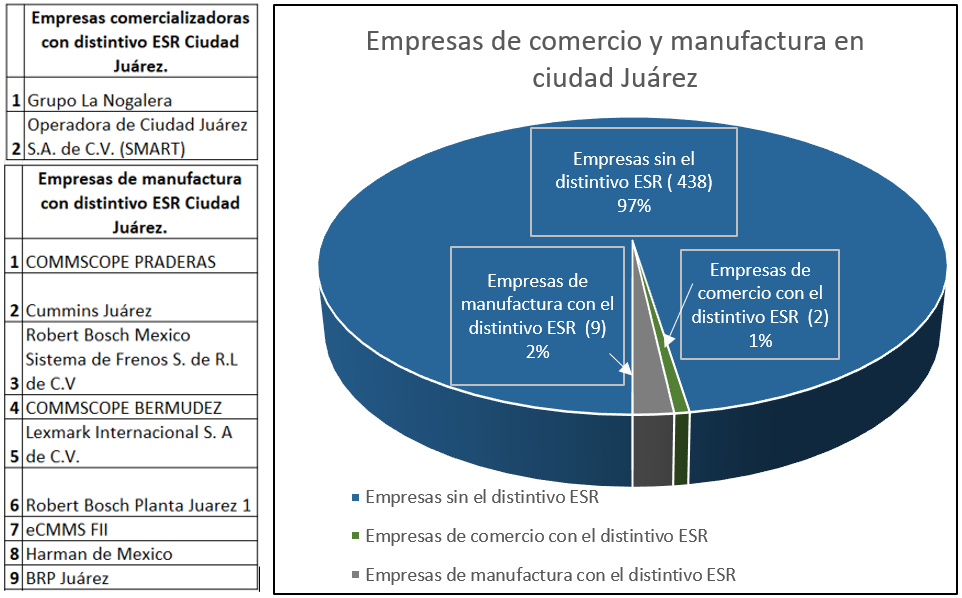 Empresas comercializadoras
con distintivo ESR Ciudad
Juárez.
1 Grupo La Nogalera
Operadora de Ciudad Juárez
2 S.A. de C.V. (SMART)
Empresas de manufactura
con distintivo ESR Ciudad
Juárez.
1 COMMSCOPE PRADERAS
2 Cummins Juárez
Robert Bosch Mexico
Sistema de Frenos S. de R.L
3 de C.V
4 COMMSCOPE BERMUDEZ
Lexmark Internacional S. A
5 de C.V.
6 Robert Bosch Planta Juarez 1
7 eCMMS FII
8 Harman de Mexico
9 BRP Juárez
Empresas de comercio y manufactura en
ciudad Juárez
Empresas sin el
distintivo ESR ( 438)
97%
Empresas de
manufactura con el
distintivo ESR (9)
2%
Empresas de
comercio con el
distintivo ESR (2)
1%
Empresas sin el distintivo ESR
Empresas de comercio con el distintivo ESR
Empresas de manufactura con el distintivo ESR